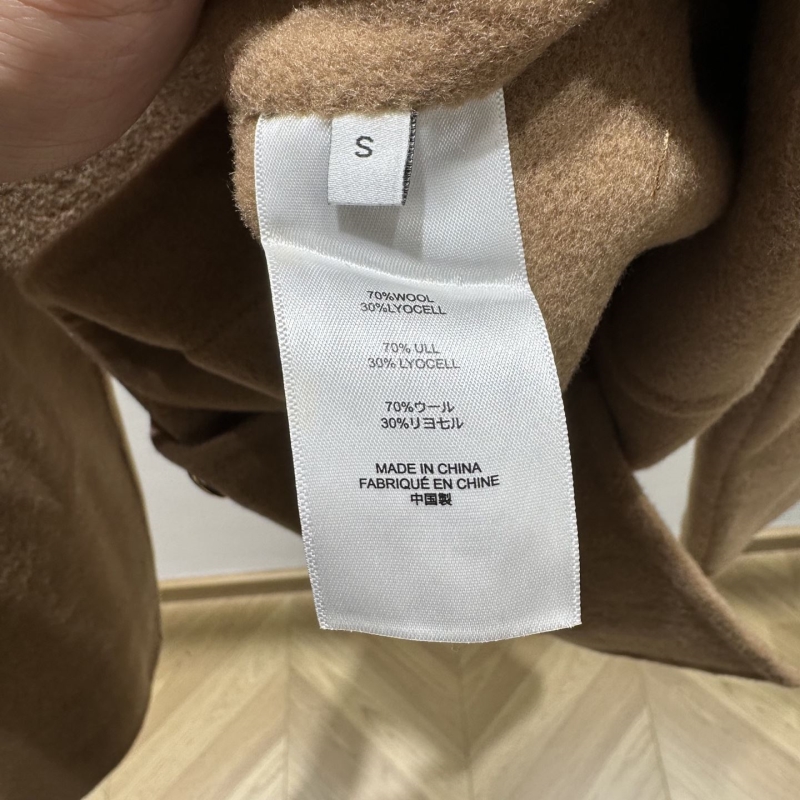 S
70%WOOL
30%LYOCELL
70% ULL
30% LYOCELL
70%ウール
30%リヨセル
MADE IN CHINA
FABRIQUÉ EN CHINE
中国製